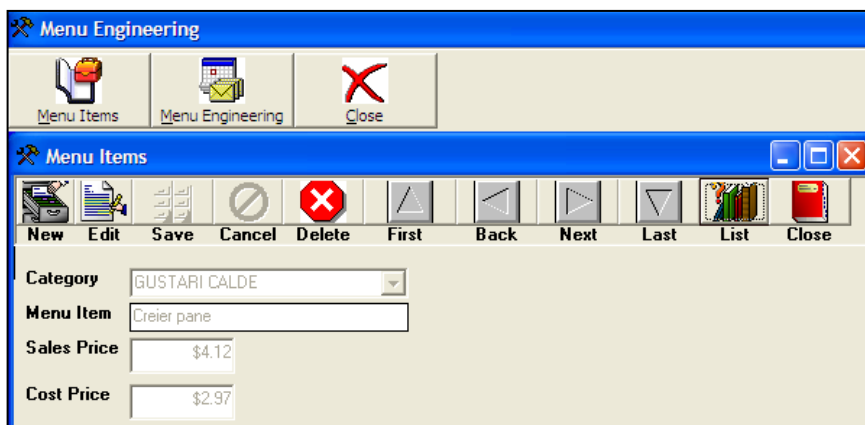 Menu Engineering
Menu Items Menu Engineering Close
Menu Items
New Edit Save Cancel Delete First Back Next Last List Close
Category GUSTARI CALDE
Menu Item Creier pane
Sales Price $4.12
Cost Price $2.97